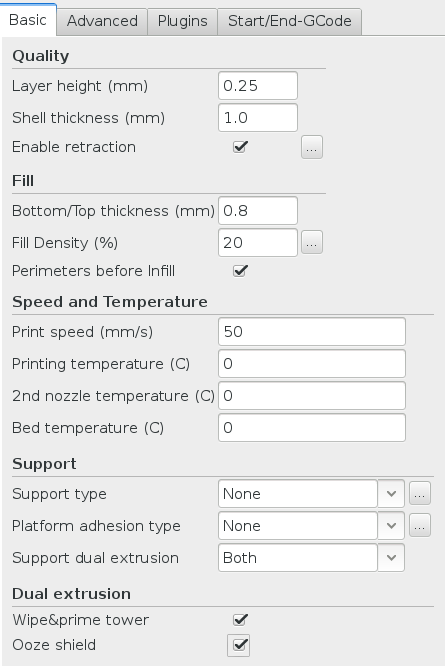 Basic Advanced Plugins Start/End-GCode
Quality
Layer height (mm) 0.25
Shell thickness (mm) 1.0
Enable retraction ...
Fill
Bottom/Top thickness (mm) 0.8
Fill Density (%) 20 ...
Perimeters before Infill
Speed and Temperature
Print speed (mm/s) 50
Printing temperature (C) 0
2nd nozzle temperature (C) 0
Bed temperature (C) 0
Support
Support type None ...
Platform adhesion type None ...
Support dual extrusion Both
Dual extrusion
Wipe&prime tower
Ooze shield